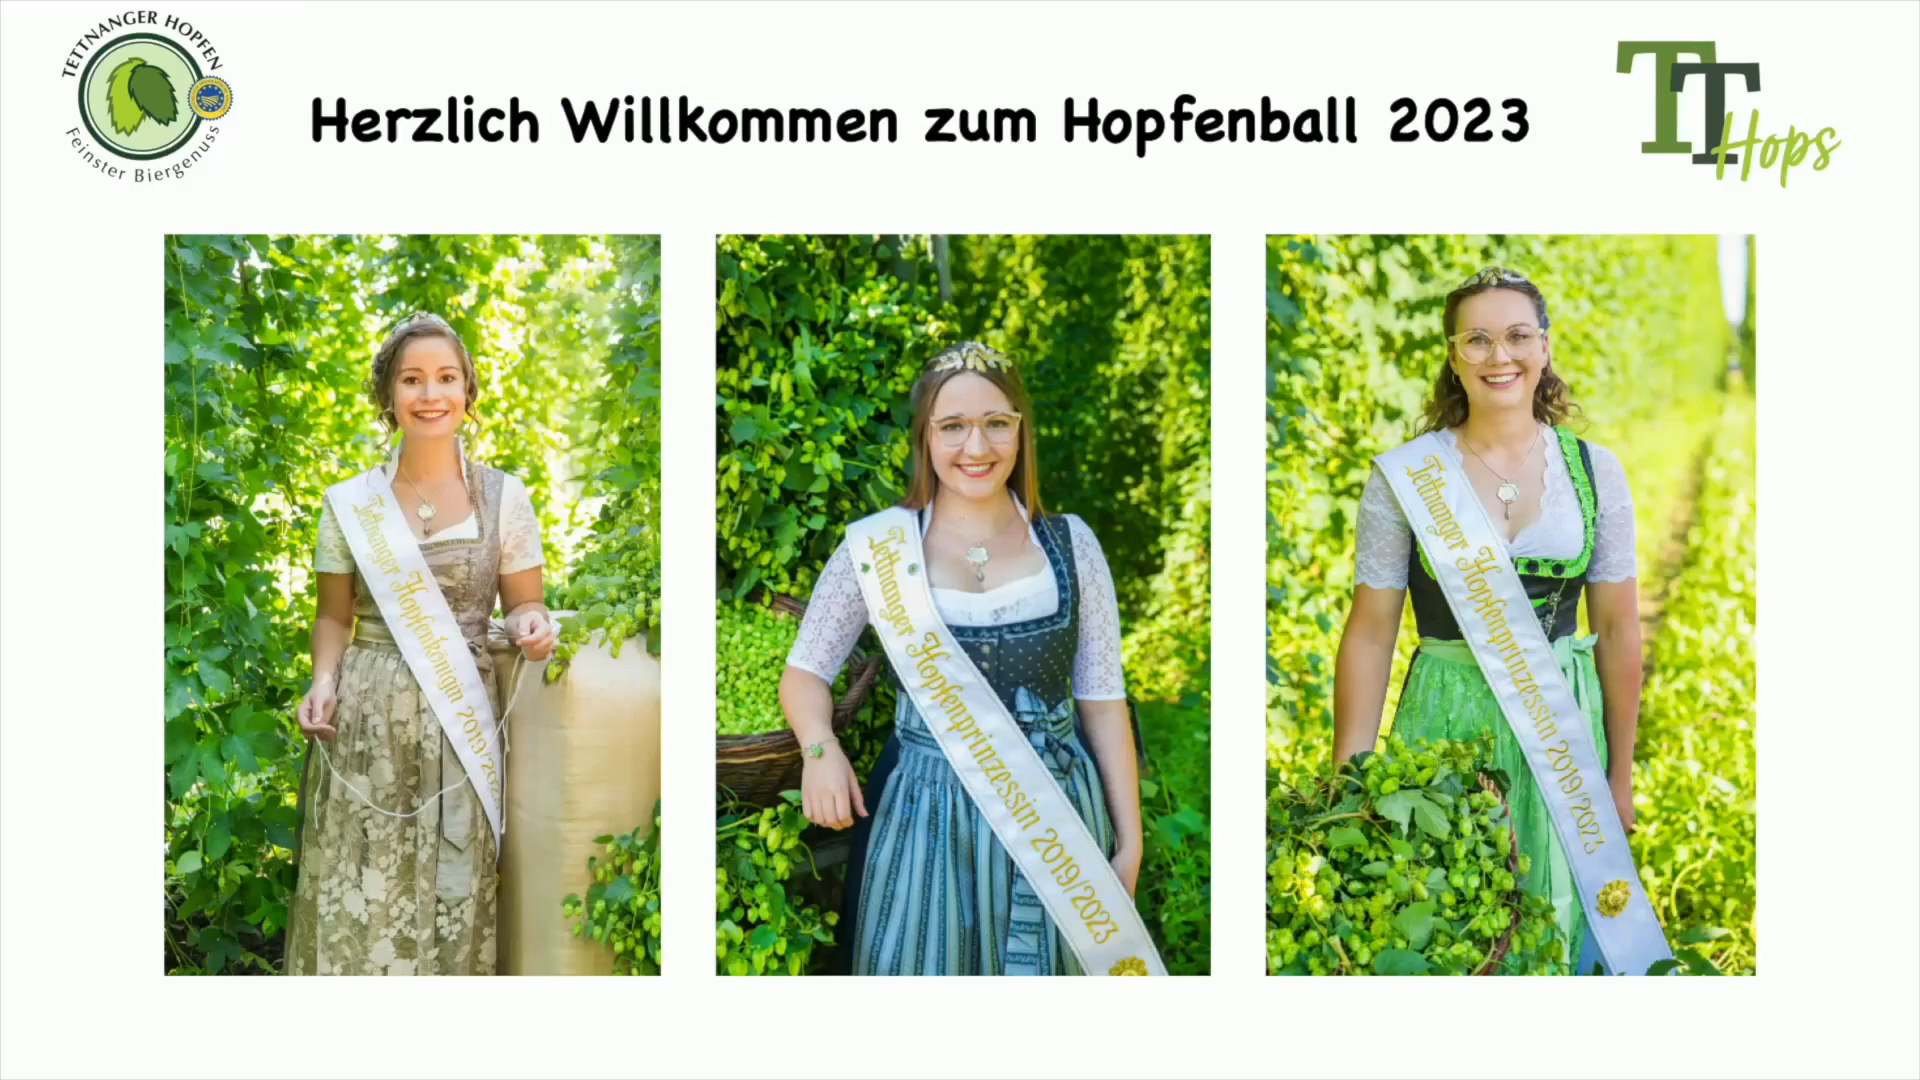 TETTNANGER HOPFEN
Feinster Biergenuss
Herzlich Willkommen zum Hopfenball 2023
TT
Hops
Tettnanger Hopfenkönigin 2019/2023
Tettnanger Hopfenprinzessin 2019/2023
Tettnanger Hopfenprinzessin 2019/2023